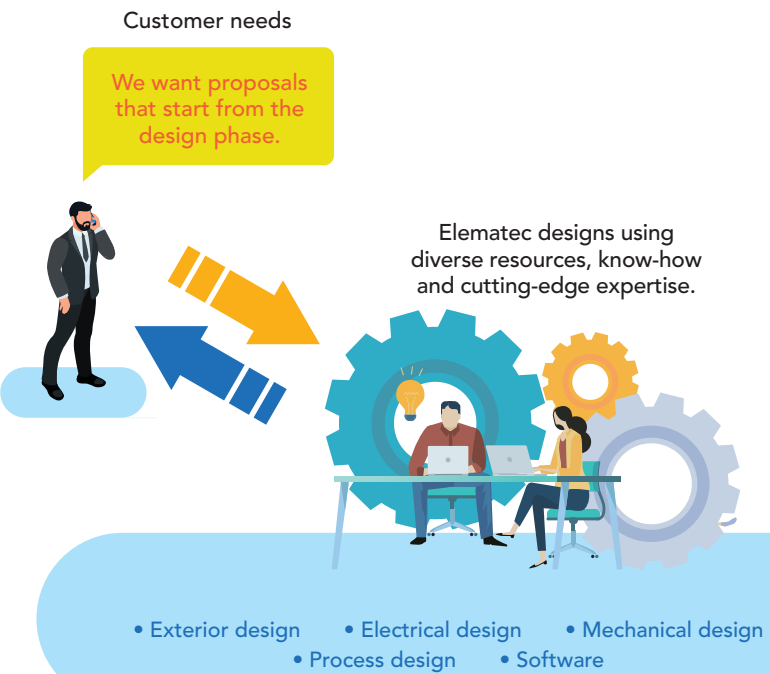 Customer needs
We want proposals
that start from the
design phase.
Elematec designs using
diverse resources, know-how
and cutting-edge expertise.
• Exterior design • Electrical design • Mechanical design
• Process design • Software